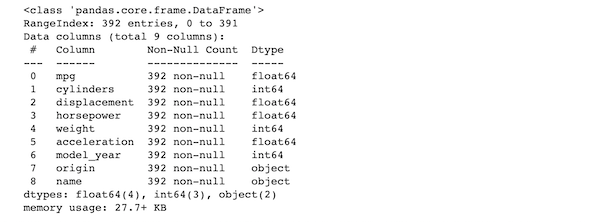 <class 'pandas.core.frame.DataFrame'>
RangeIndex: 392 entries, 0 to 391
Data columns (total 9 columns):
 #   Column        Non-Null Count  Dtype
---  ------        --------------  -----
 0   mpg           392 non-null    float64
 1   cylinders     392 non-null    int64
 2   displacement  392 non-null    float64
 3   horsepower    392 non-null    float64
 4   weight        392 non-null    int64
 5   acceleration  392 non-null    float64
 6   model_year    392 non-null    int64
 7   origin        392 non-null    object
 8   name          392 non-null    object
dtypes: float64(4), int64(3), object(2)
memory usage: 27.7+ KB